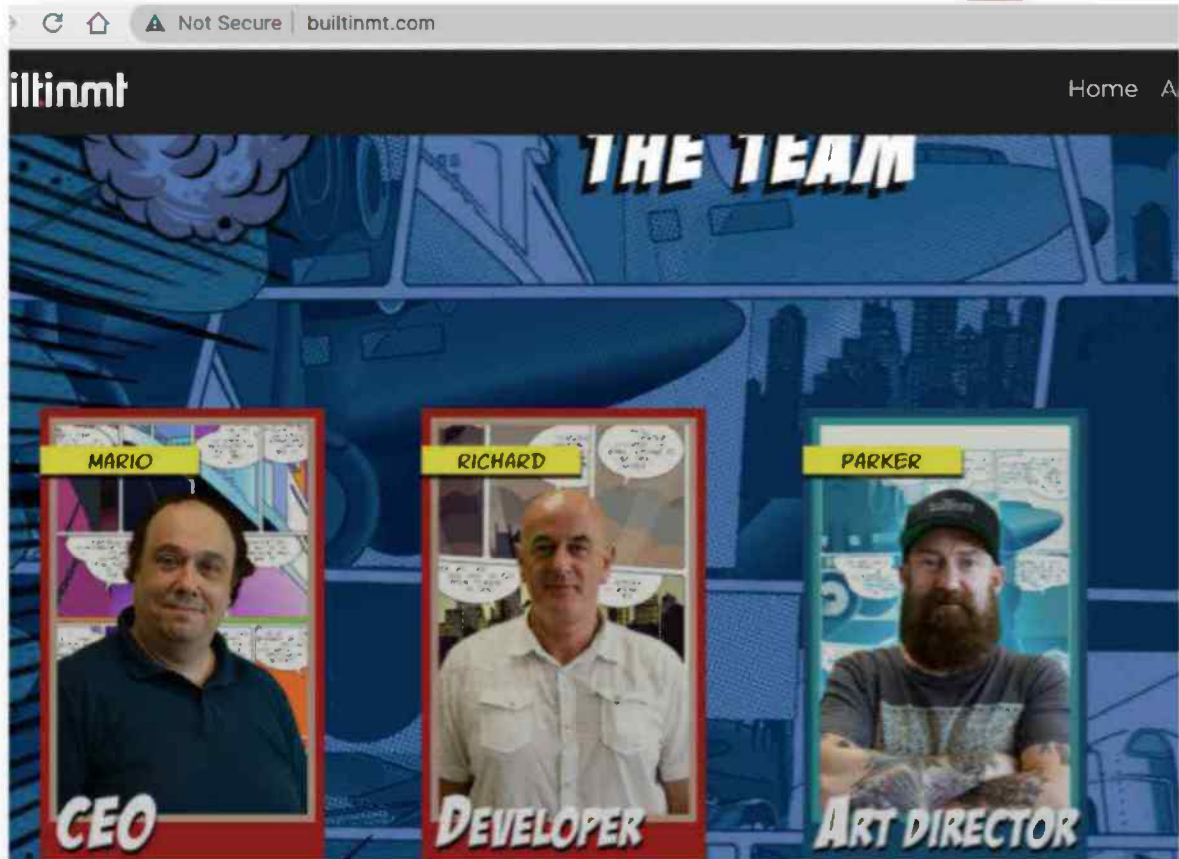 Not Secure | builtinmt.com
iltinmt
Home A
THE TEAM
MARIO
RICHARD
PARKER
CEO
DEVELOPER
ART DIRECTOR